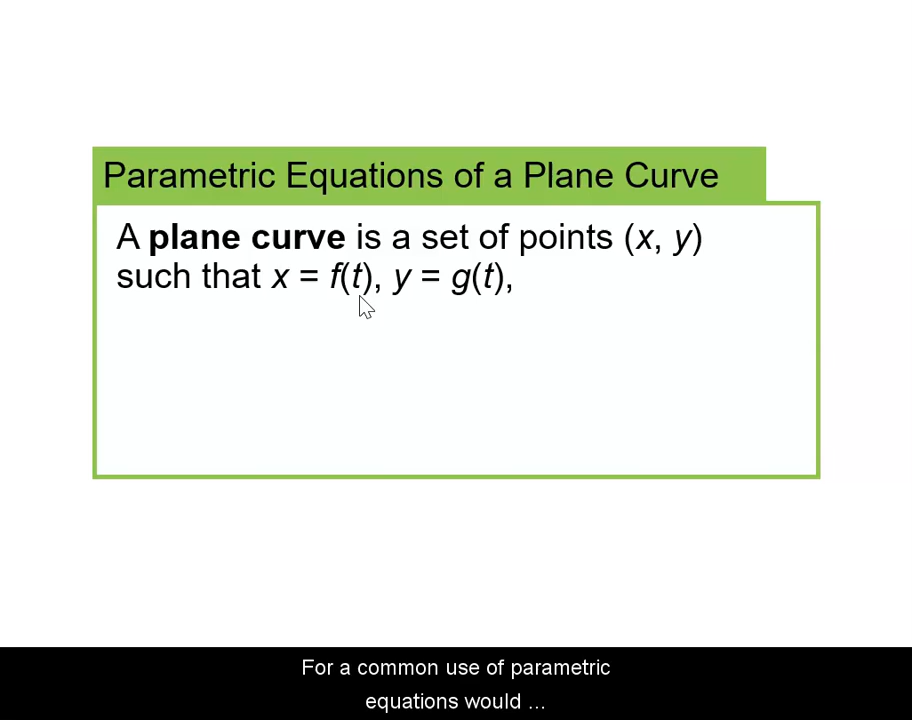 Parametric Equations of a Plane Curve
A plane curve is a set of points (x, y)
such that x = f(t), y = g(t),
For a common use of parametric
equations would ...